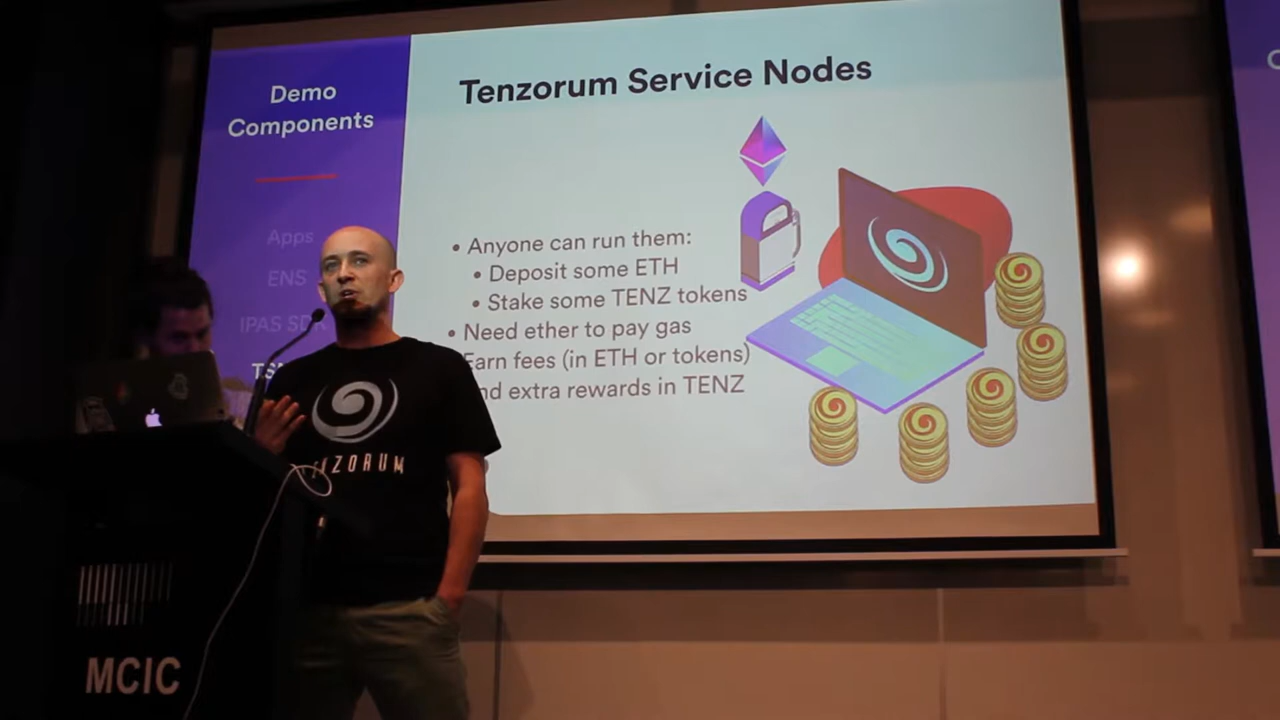 Demo
Components
Apps
ENS
IPAS SDK
Tenzorum Service Nodes
• Anyone can run them:
• Deposit some ETH
• Stake some TENZ tokens
• Need ether to pay gas
Earn fees (in ETH or tokens)
extra rewards in TENZ
TENZORUM
MCIC